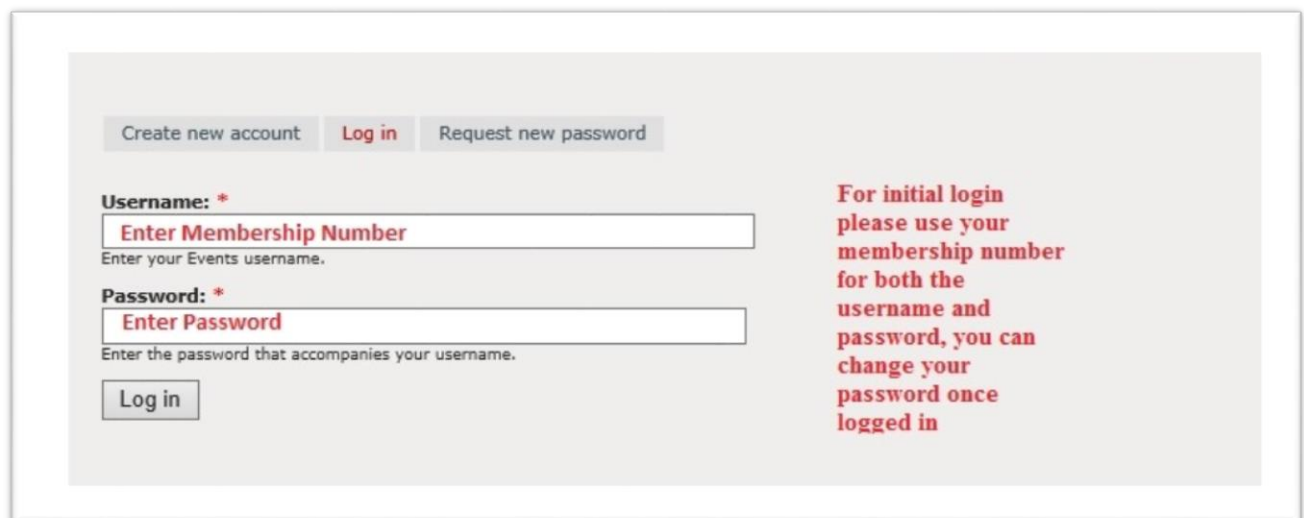 Create new account Log in Request new password
Username: *
Enter Membership Number
Enter your Events username.
Password: *
Enter Password
Enter the password that accompanies your username.
Log in
For initial login
please use your
membership number
for both the
username and
password, you can
change your
password once
logged in